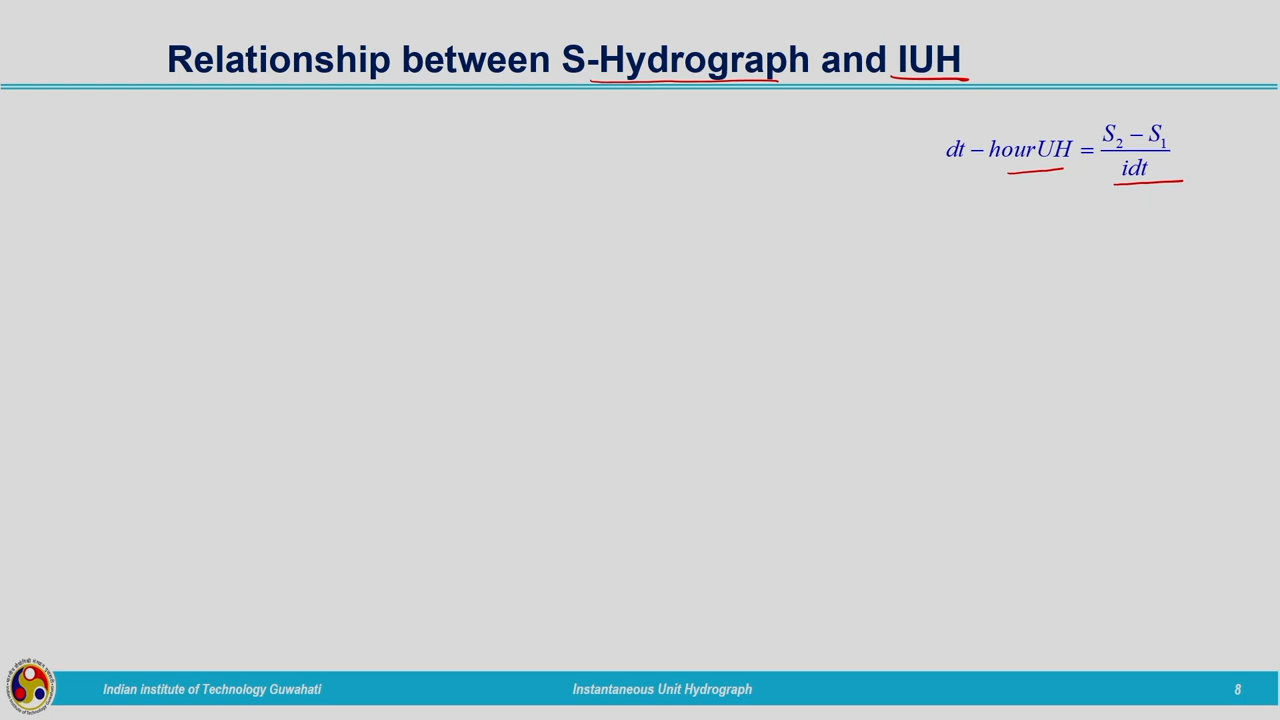 Relationship between S-Hydrograph and IUH
dt − hourUH = (S₂ − S₁) / idt
Indian institute of Technology Guwahati
Instantaneous Unit Hydrograph
8